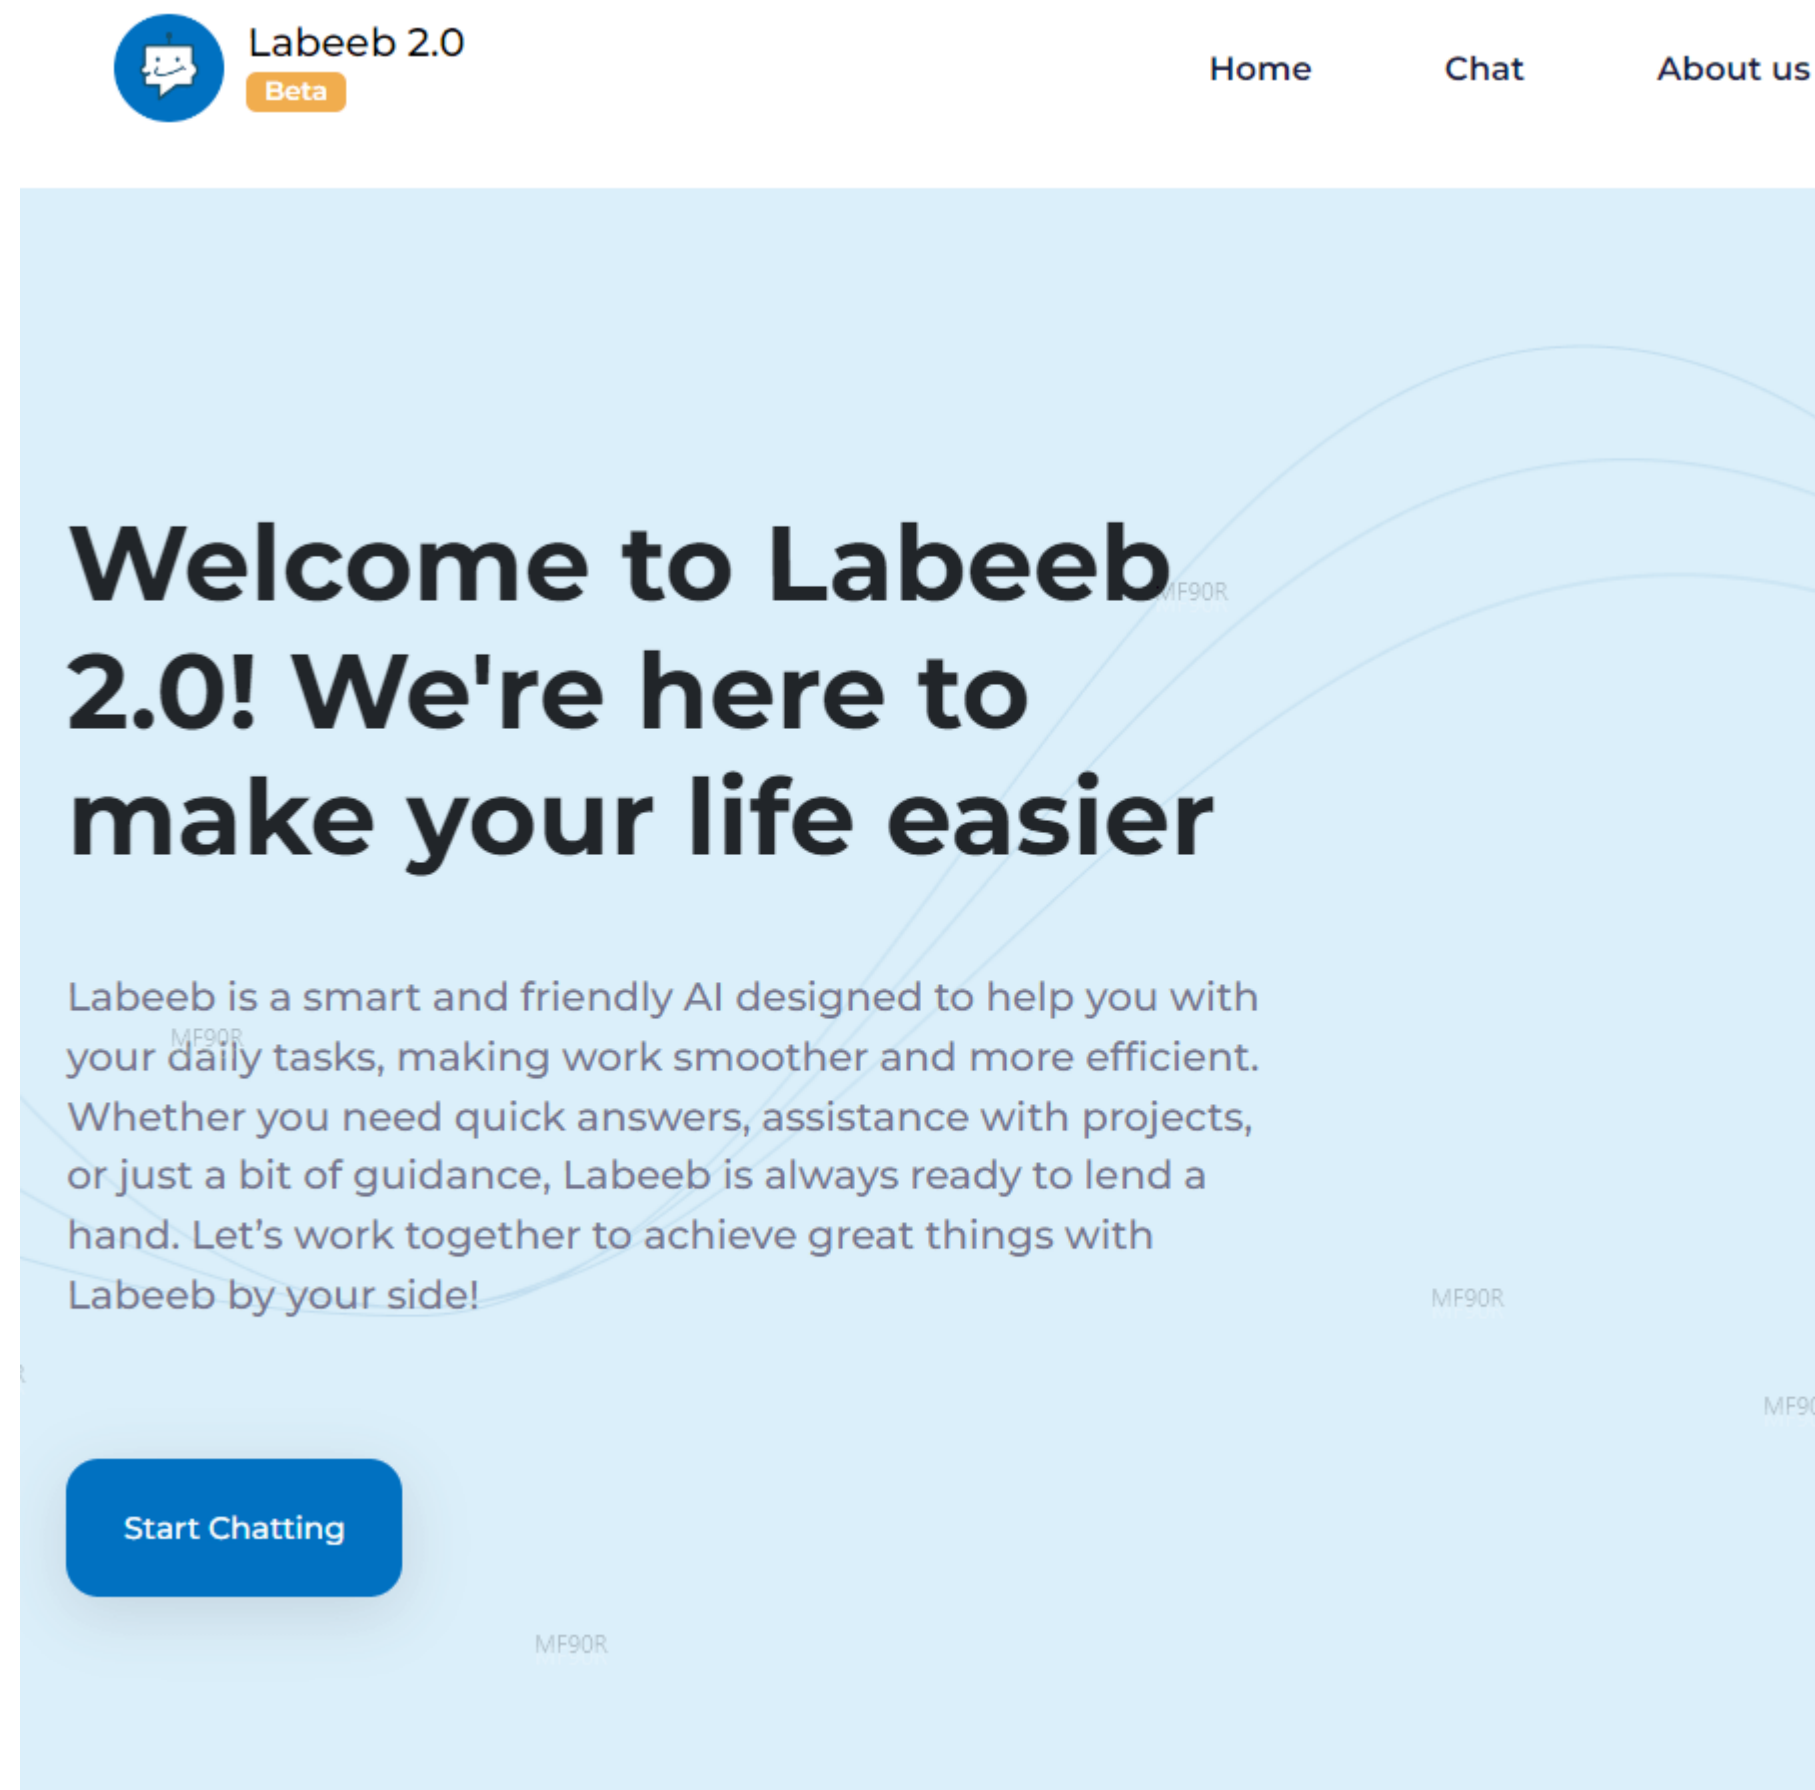 Labeeb 2.0
Beta
Home
Chat
About us
Welcome to Labeeb
MF90R
2.0! We're here to
make your life easier
Labeeb is a smart and friendly AI designed to help you with
MF90R
your daily tasks, making work smoother and more efficient.
Whether you need quick answers, assistance with projects,
or just a bit of guidance, Labeeb is always ready to lend a
hand. Let’s work together to achieve great things with
Labeeb by your side!
MF90R
Start Chatting
MF90R